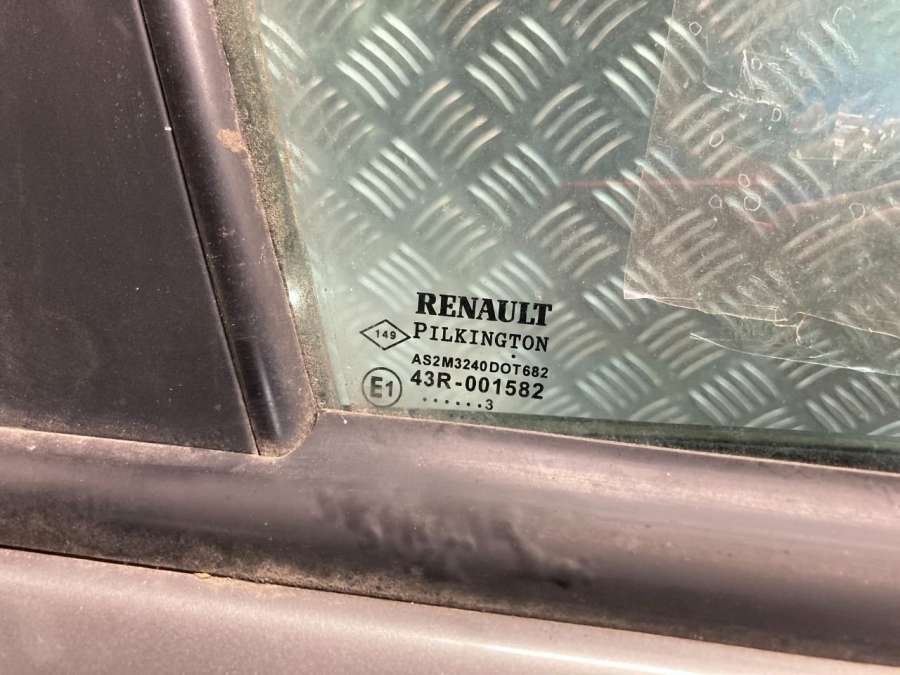 RENAULT
149 PILKINGTON
AS2M3240DOT682
E1 43R-001582
......3